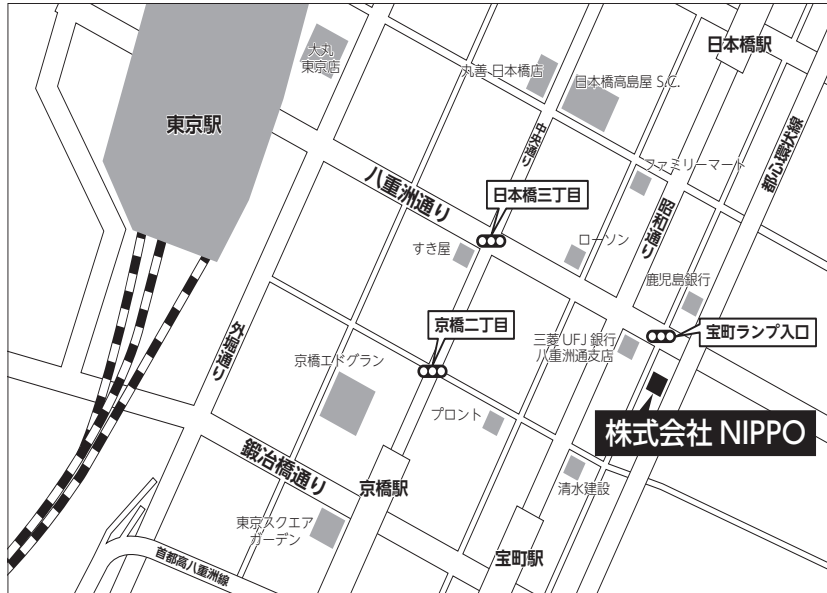 日本橋駅
大丸
東京店
丸善 日本橋店
日本橋高島屋 S.C.
東京駅
中央通り
都心環状線
ファミリーマート
八重洲通り
日本橋三丁目
昭和通り
すき屋
ローソン
鹿児島銀行
外堀通り
京橋二丁目
宝町ランプ入口
三菱UFJ 銀行
八重洲通支店
京橋エドグラン
プロント
株式会社 NIPPO
鍛冶橋通り
京橋駅
清水建設
東京スクエア
ガーデン
宝町駅
首都高八重洲線